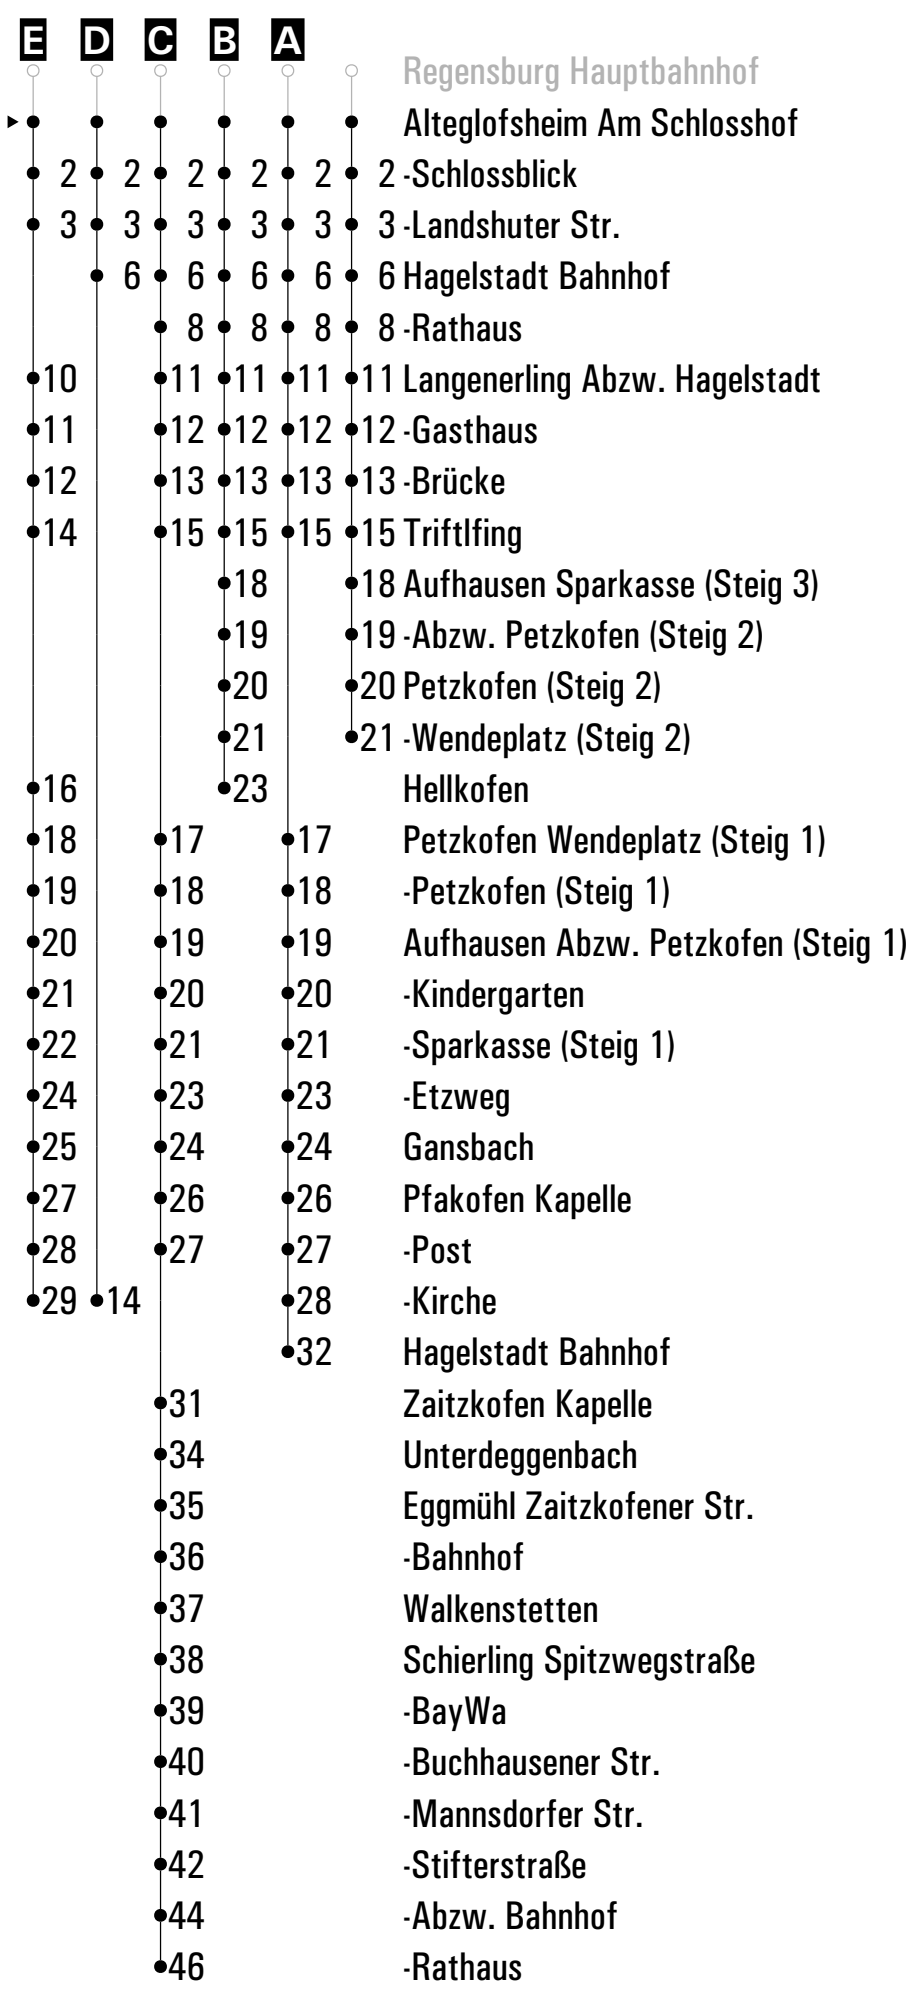 E D C B A
Regensburg Hauptbahnhof
Alteglofsheim Am Schlosshof
2 2 2 2 2 2 -Schlossblick
3 3 3 3 3 3 -Landshuter Str.
6 6 6 6 6 Hagelstadt Bahnhof
8 8 8 8 -Rathaus
10 11 11 11 11 Langenerling Abzw. Hagelstadt
11 12 12 12 12 -Gasthaus
12 13 13 13 13 -Brücke
14 15 15 15 15 Triftlfing
18 18 Aufhausen Sparkasse (Steig 3)
19 19 -Abzw. Petzkofen (Steig 2)
20 20 Petzkofen (Steig 2)
21 21 -Wendeplatz (Steig 2)
16 23 Hellkofen
18 17 17 Petzkofen Wendeplatz (Steig 1)
19 18 18 -Petzkofen (Steig 1)
20 19 19 Aufhausen Abzw. Petzkofen (Steig 1)
21 20 20 -Kindergarten
22 21 21 -Sparkasse (Steig 1)
24 23 23 -Etzweg
25 24 24 Gansbach
27 26 26 Pfakofen Kapelle
28 27 27 -Post
29 14 28 -Kirche
32 Hagelstadt Bahnhof
31 Zaitzkofen Kapelle
34 Unterdeggenbach
35 Eggmühl Zaitzkofener Str.
36 -Bahnhof
37 Walkenstetten
38 Schierling Spitzwegstraße
39 -BayWa
40 -Buchhausener Str.
41 -Mannsdorfer Str.
42 -Stifterstraße
44 -Abzw. Bahnhof
46 -Rathaus